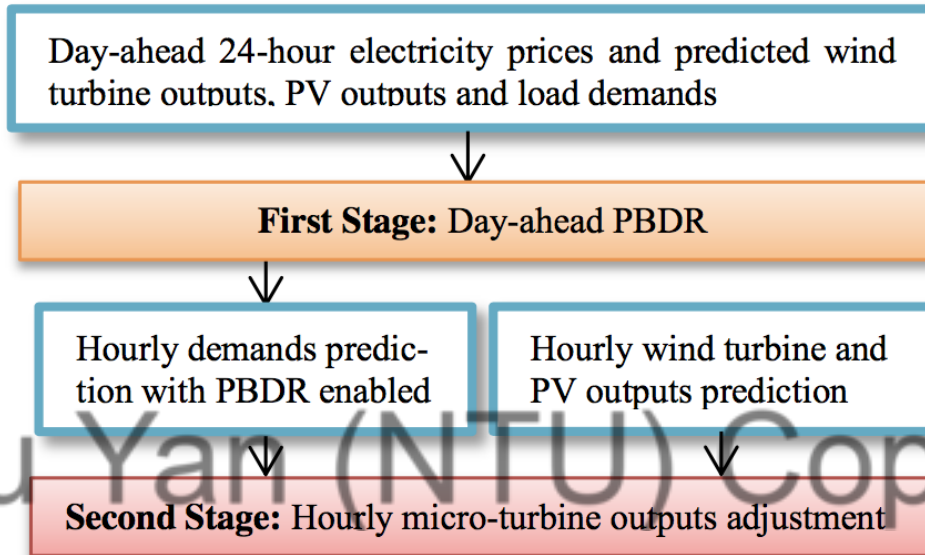 Day-ahead 24-hour electricity prices and predicted wind
turbine outputs, PV outputs and load demands
First Stage: Day-ahead PBDR
Hourly demands predic-
tion with PBDR enabled
Hourly wind turbine and
PV outputs prediction
Yan (NTU) Cop
Second Stage: Hourly micro-turbine outputs adjustment